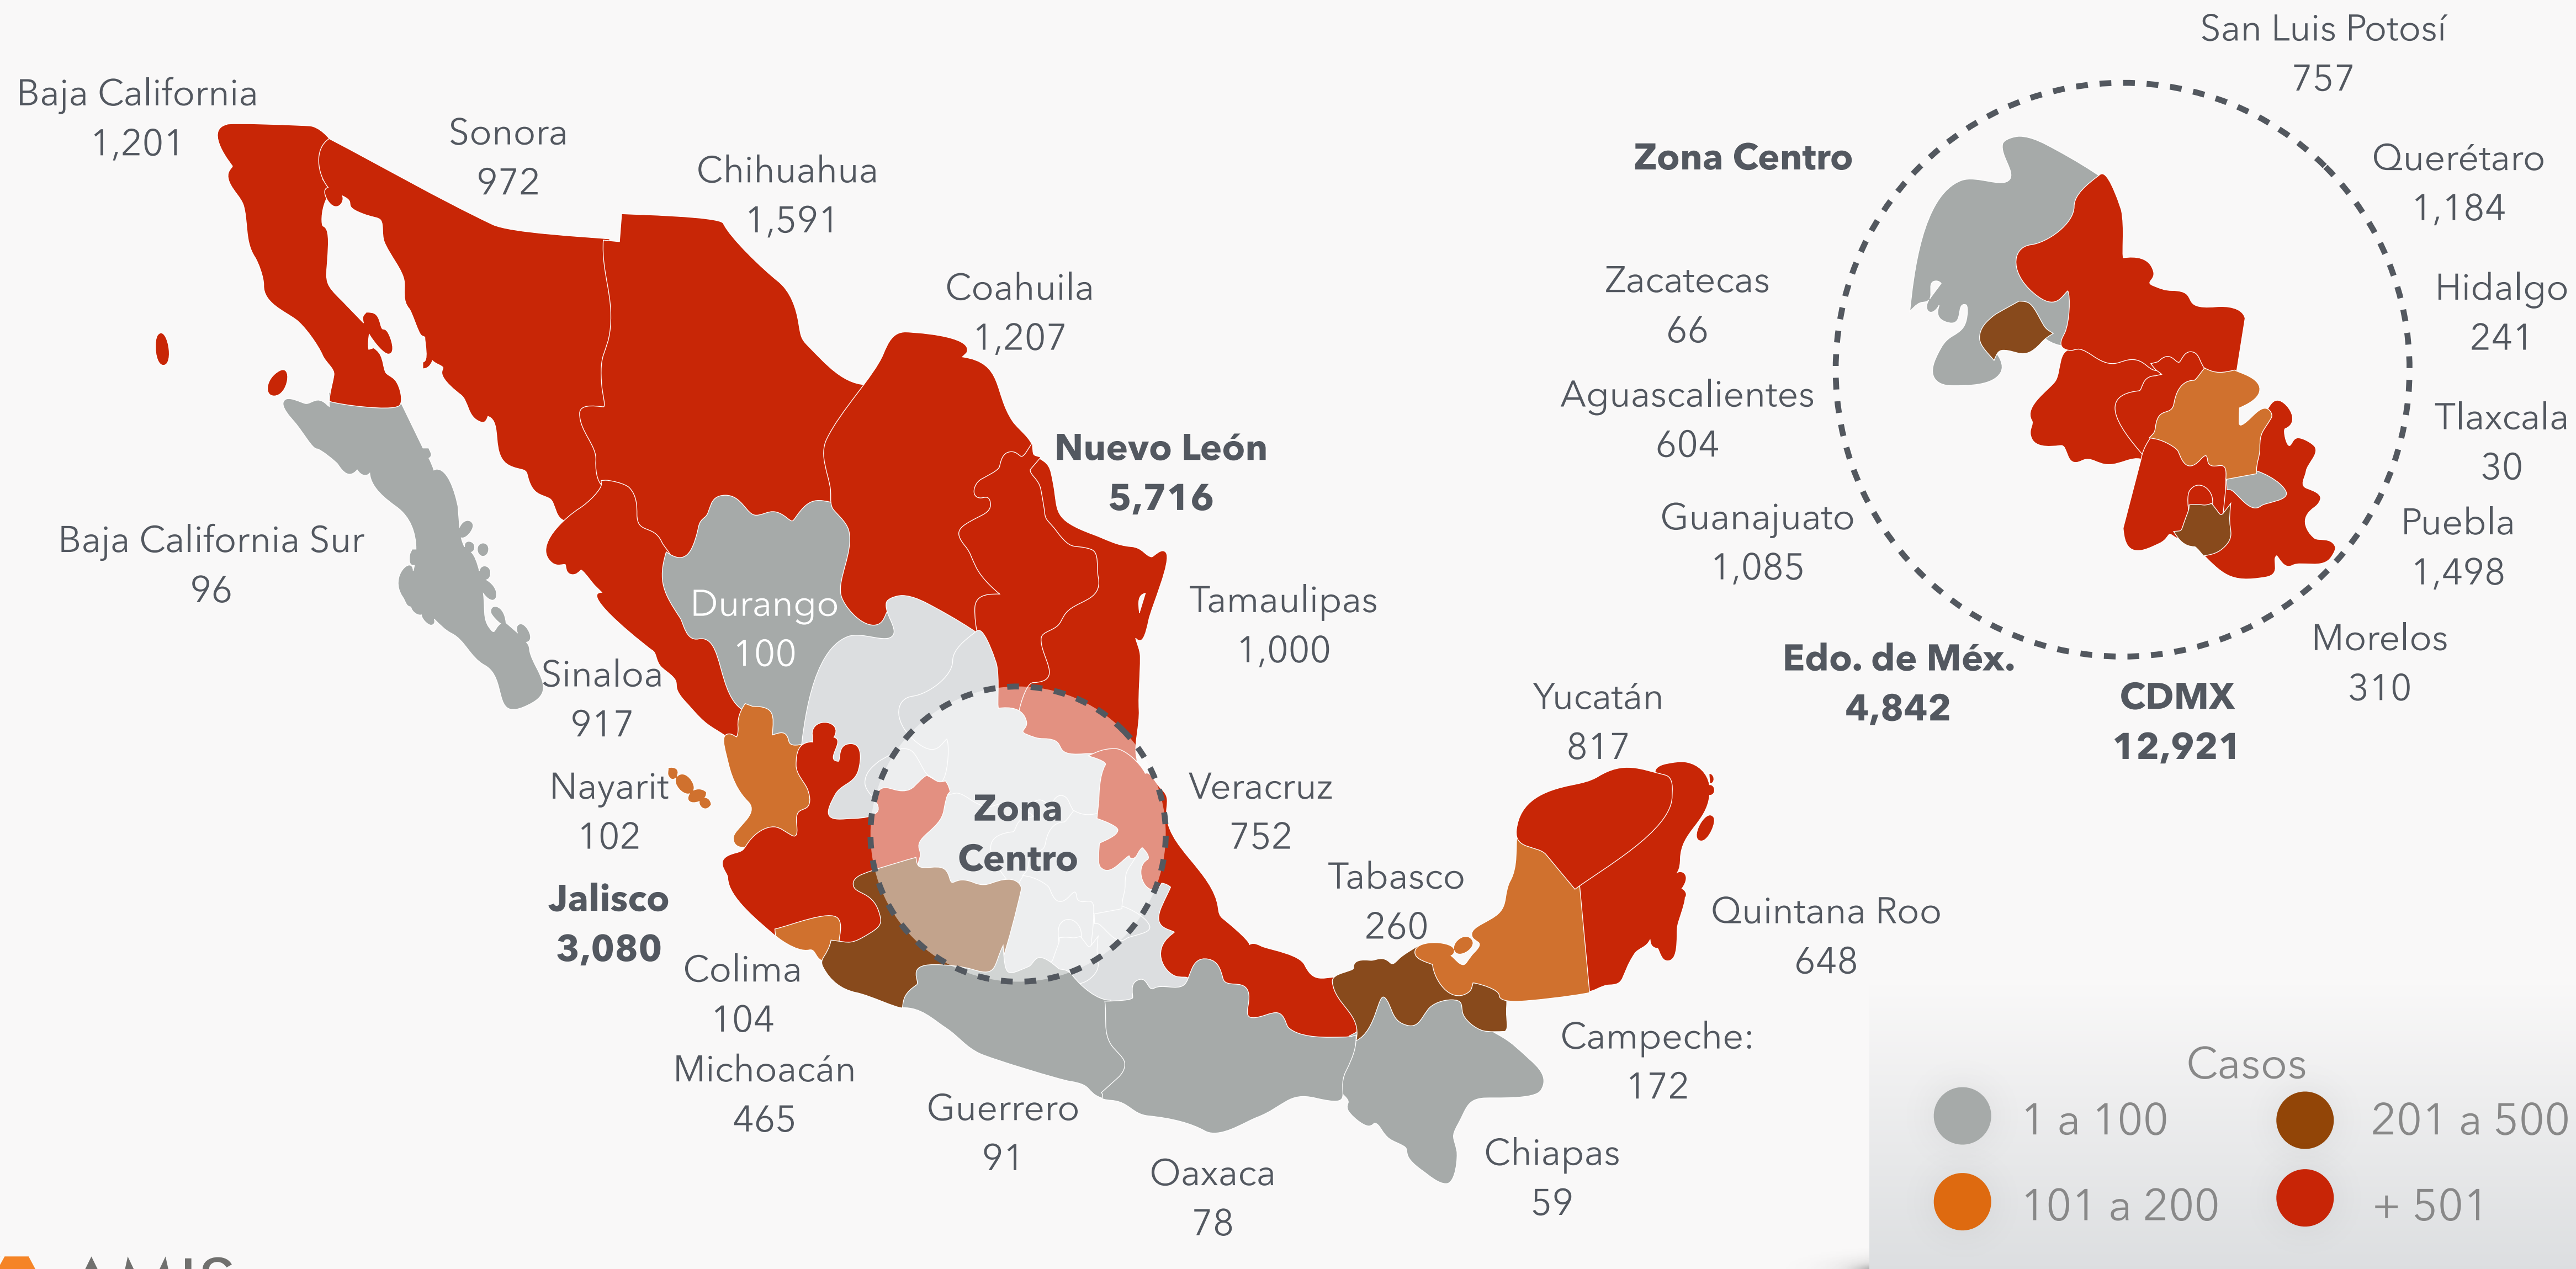 Baja California
1,201
Sonora
972
Chihuahua
1,591
Coahuila
1,207
Nuevo León
5,716
Baja California Sur
96
Durango
100
Tamaulipas
1,000
Sinaloa
917
Nayarit
102
Zona
Centro
Veracruz
752
Jalisco
3,080
Colima
104
Michoacán
465
Guerrero
91
Oaxaca
78
Tabasco
260
Yucatán
817
Quintana Roo
648
Campeche:
172
Chiapas
59
Zona Centro
San Luis Potosí
757
Querétaro
1,184
Zacatecas
66
Hidalgo
241
Aguascalientes
604
Tlaxcala
30
Guanajuato
1,085
Puebla
1,498
Edo. de Méx.
4,842
CDMX
12,921
Morelos
310
Casos
1 a 100
201 a 500
101 a 200
+ 501
AMIS